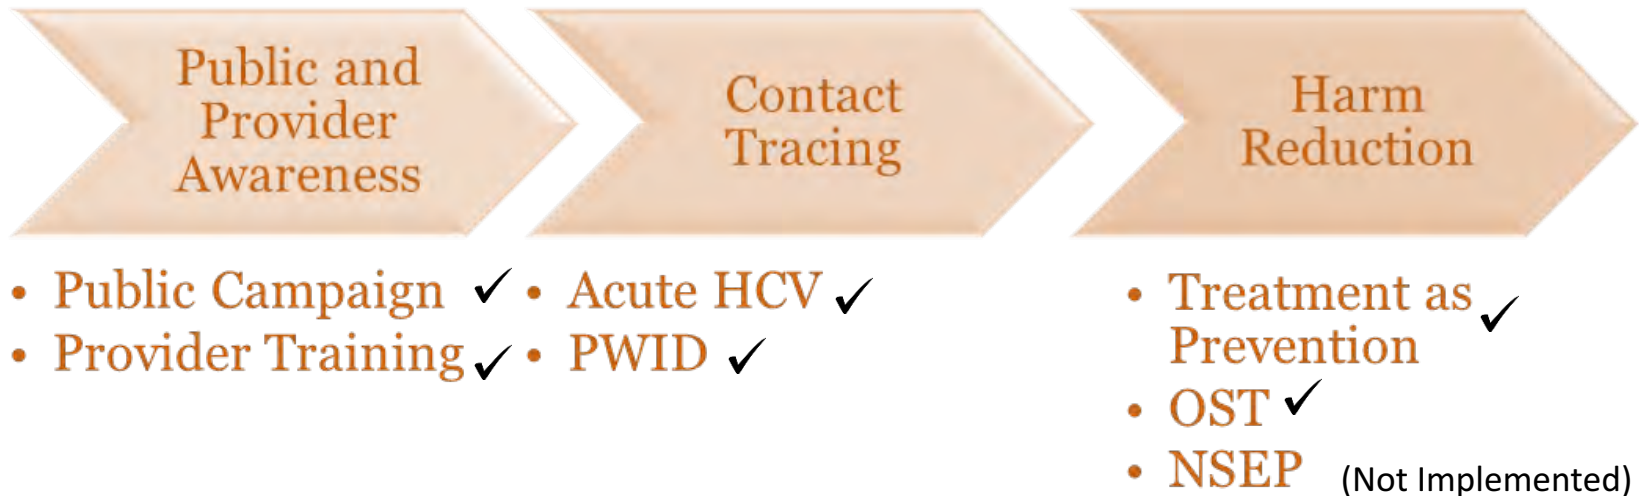 Public and
Provider
Awareness
Contact
Tracing
Harm
Reduction
• Public Campaign ✓
• Provider Training ✓
• Acute HCV ✓
• PWID ✓
• Treatment as ✓
Prevention
• OST ✓
• NSEP (Not Implemented)